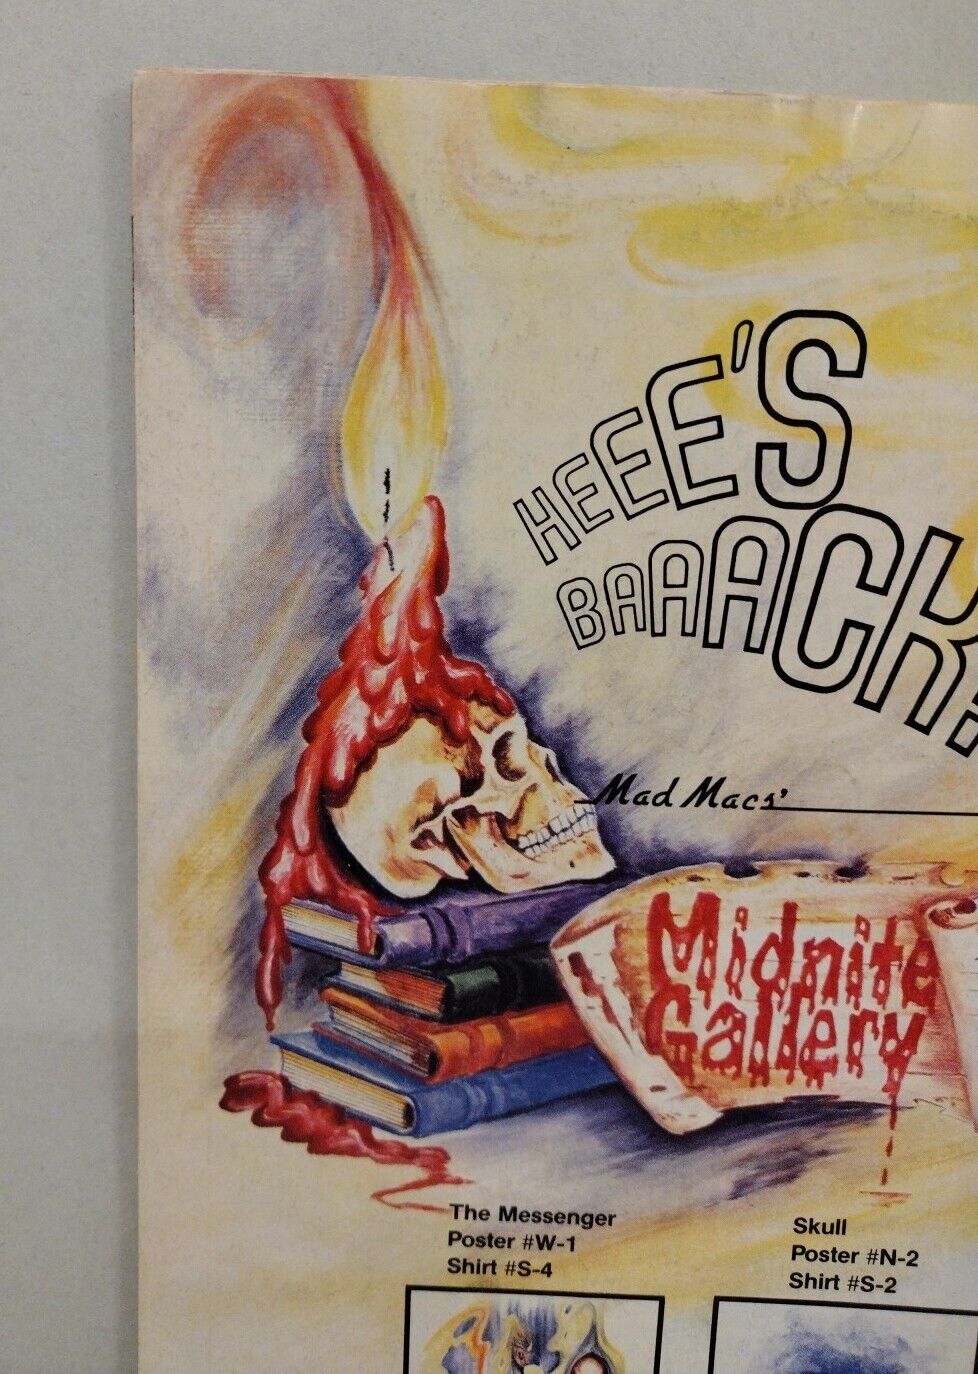 HEEE'S
BAAACK
Mad Macs'
Midnite
Gallery
The Messenger
Poster #W-1
Shirt #S-4
Skull
Poster #N-2
Shirt #S-2